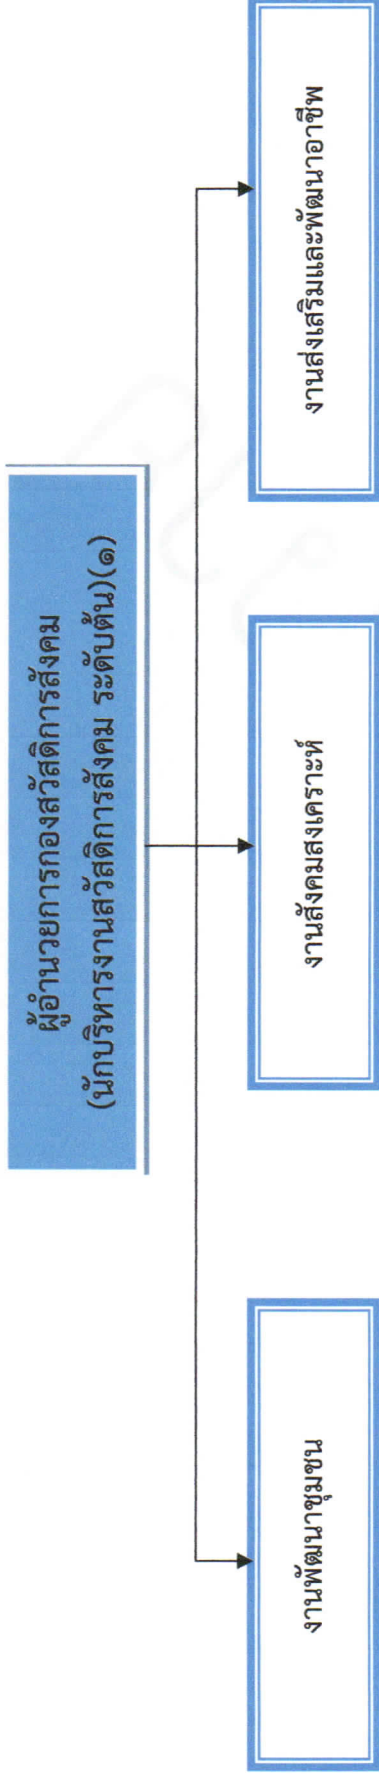 ผู้อำนวยการกองสวัสดิการสังคม
(นักบริหารงานสวัสดิการสังคม ระดับต้น)(๑)
งานพัฒนาชุมชน
งานสังคมสงเคราะห์
งานส่งเสริมและพัฒนาอาชีพ